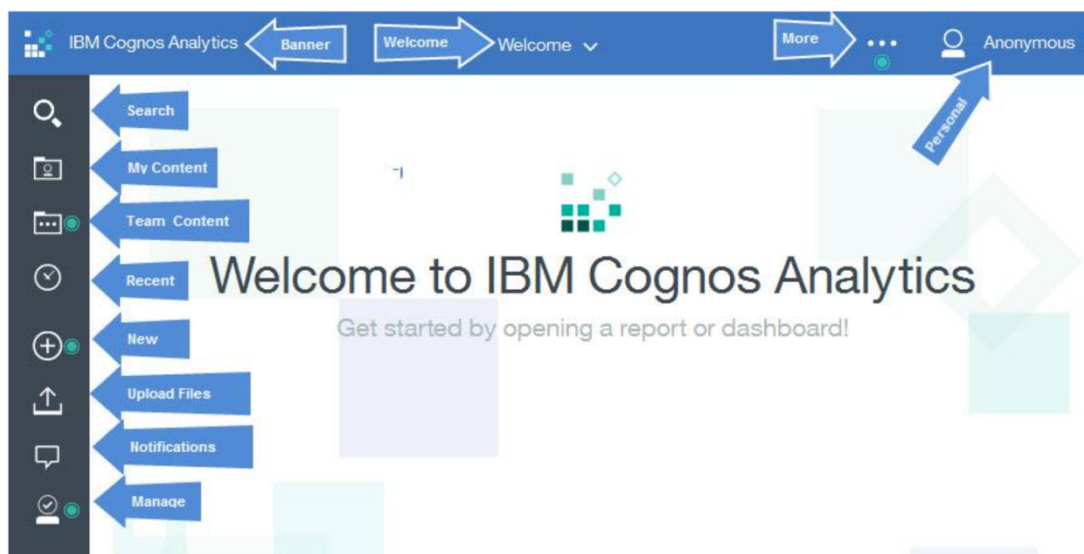 IBM Cognos Analytics Banner Welcome Welcome More Anonymous
Personal
Search
My Content
Team Content
Recent
Welcome to IBM Cognos Analytics
Get started by opening a report or dashboard!
New
Upload Files
Notifications
Manage